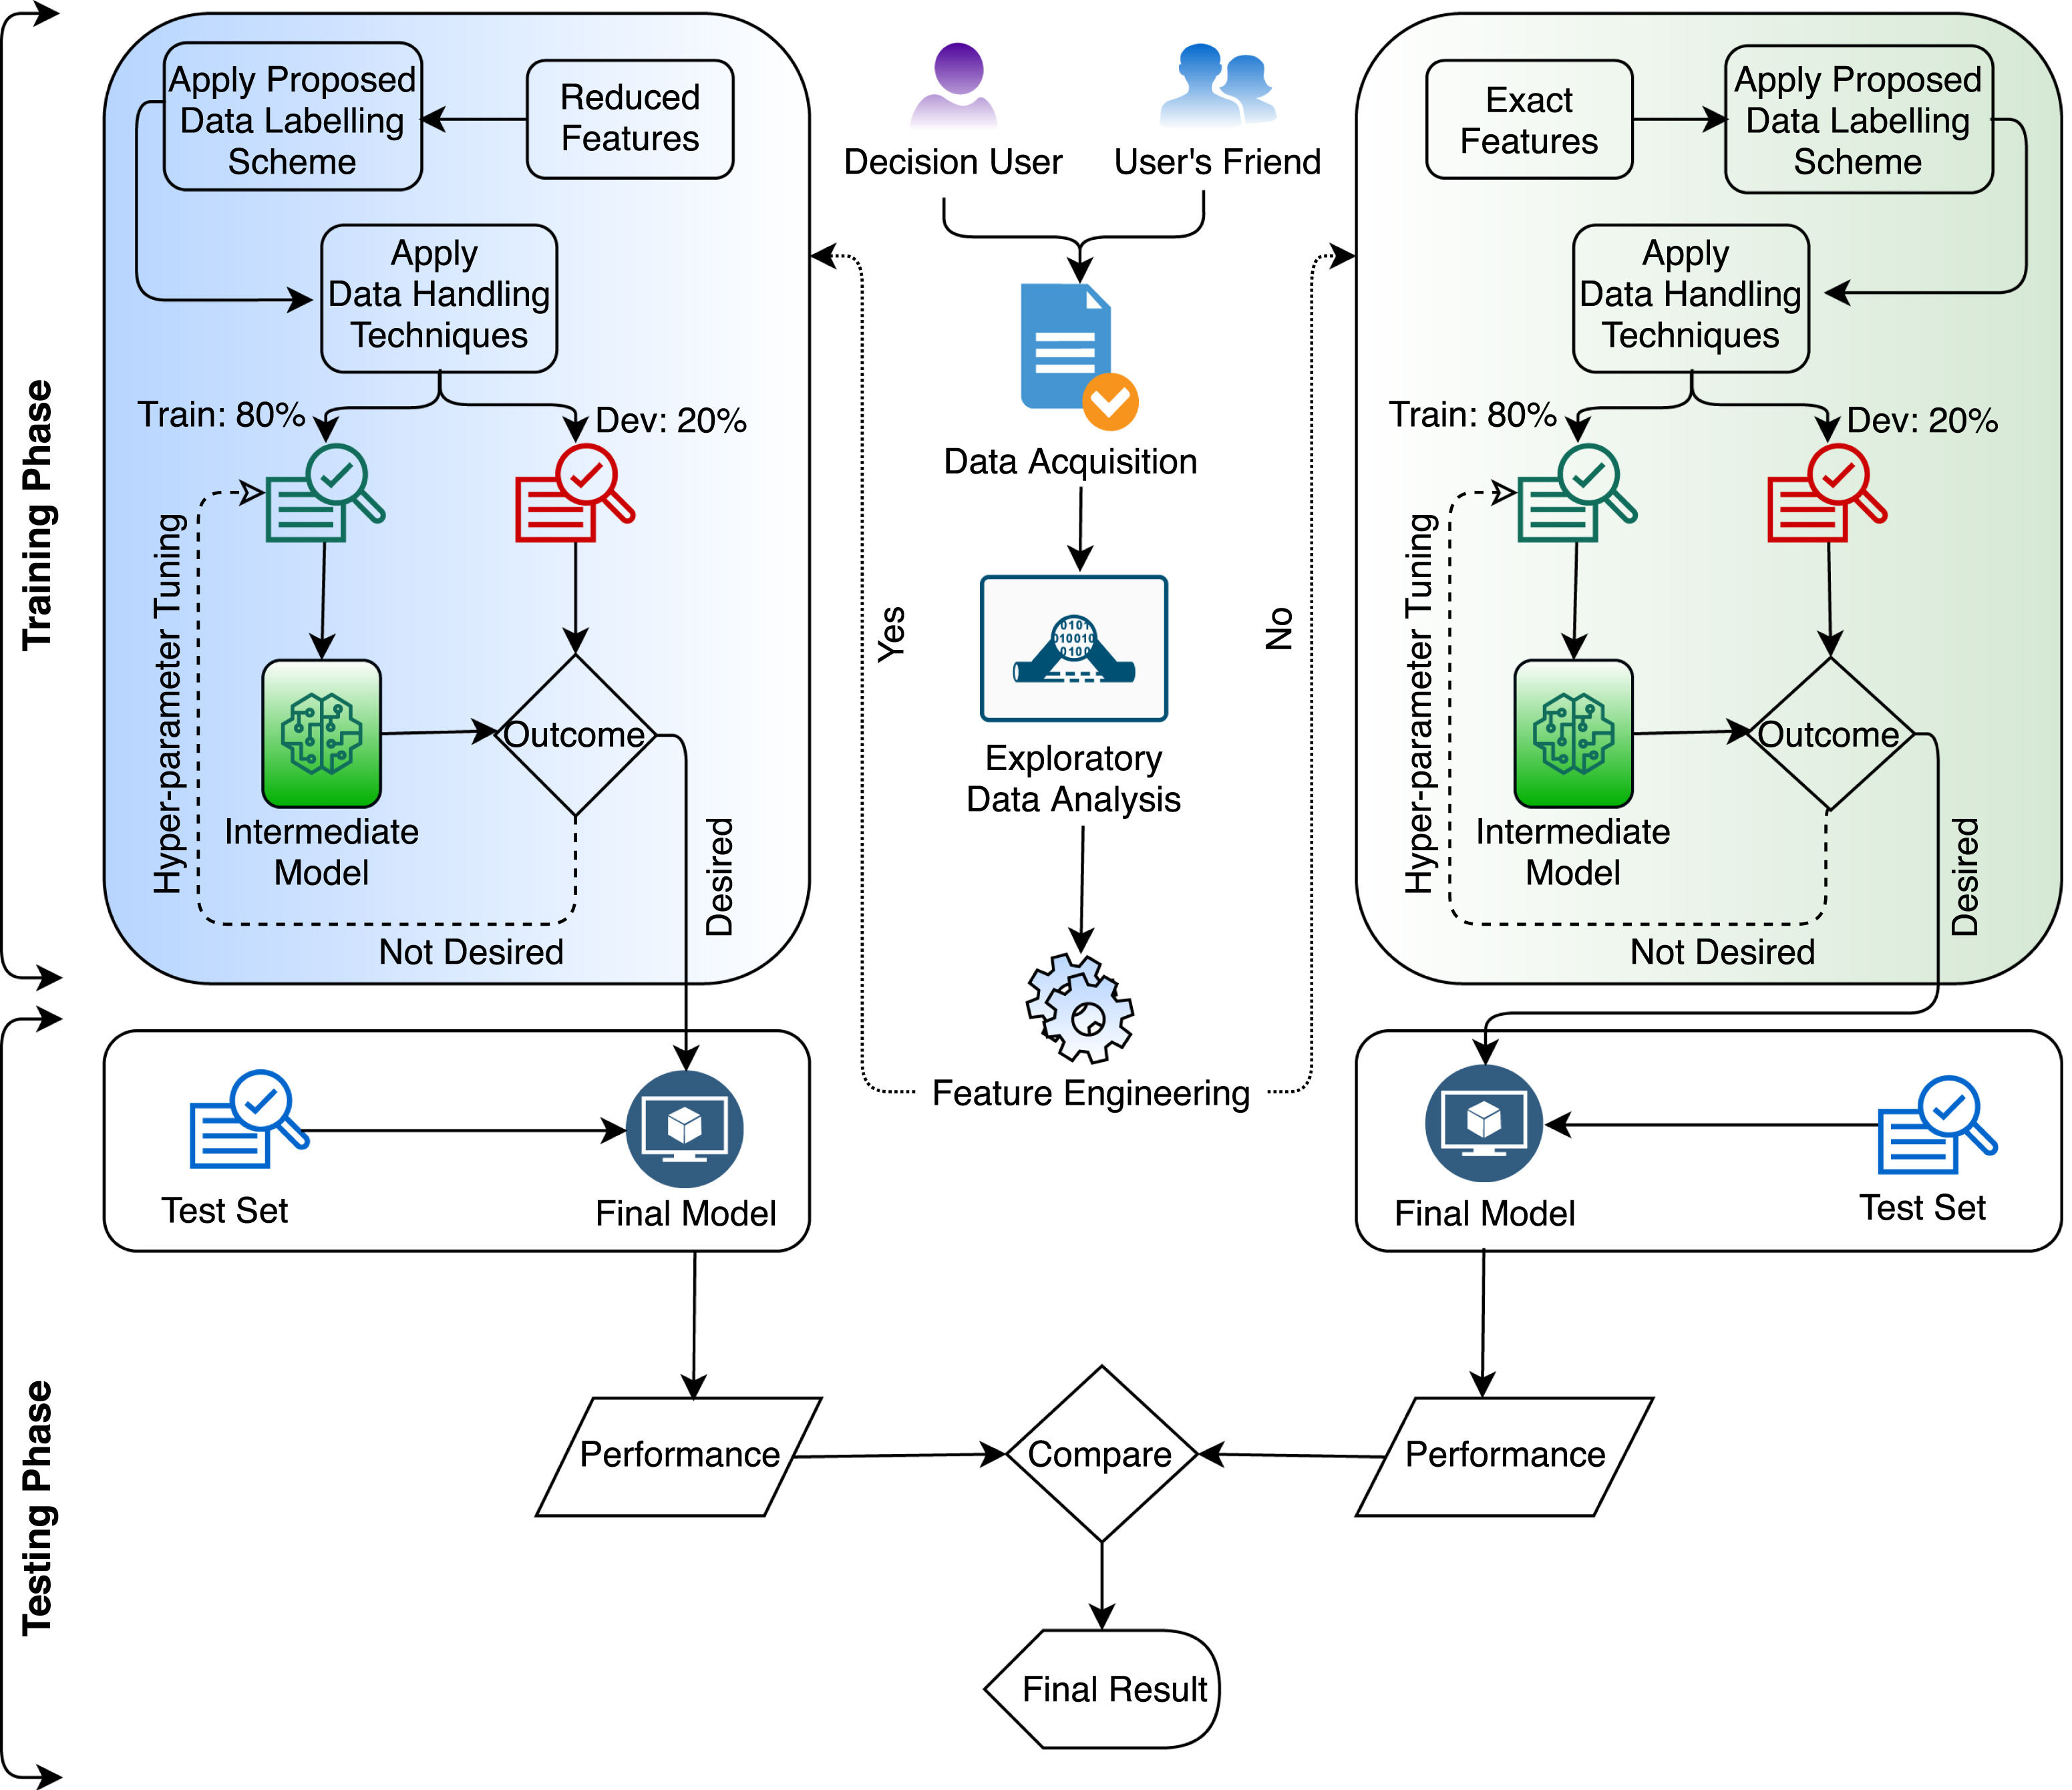 Training Phase
Apply Proposed
Data Labelling
Scheme
Reduced
Features
Apply
Data Handling
Techniques
Train: 80%
Dev: 20%
Hyper-parameter Tuning
Intermediate
Model
Outcome
Not Desired
Desired
Decision User
User's Friend
Data Acquisition
0101
010010
0100
Exploratory
Data Analysis
Feature Engineering
Yes
No
Exact
Features
Apply Proposed
Data Labelling
Scheme
Apply
Data Handling
Techniques
Train: 80%
Dev: 20%
Hyper-parameter Tuning
Intermediate
Model
Outcome
Not Desired
Desired
Testing Phase
Test Set
Final Model
Final Model
Test Set
Performance
Compare
Performance
Final Result